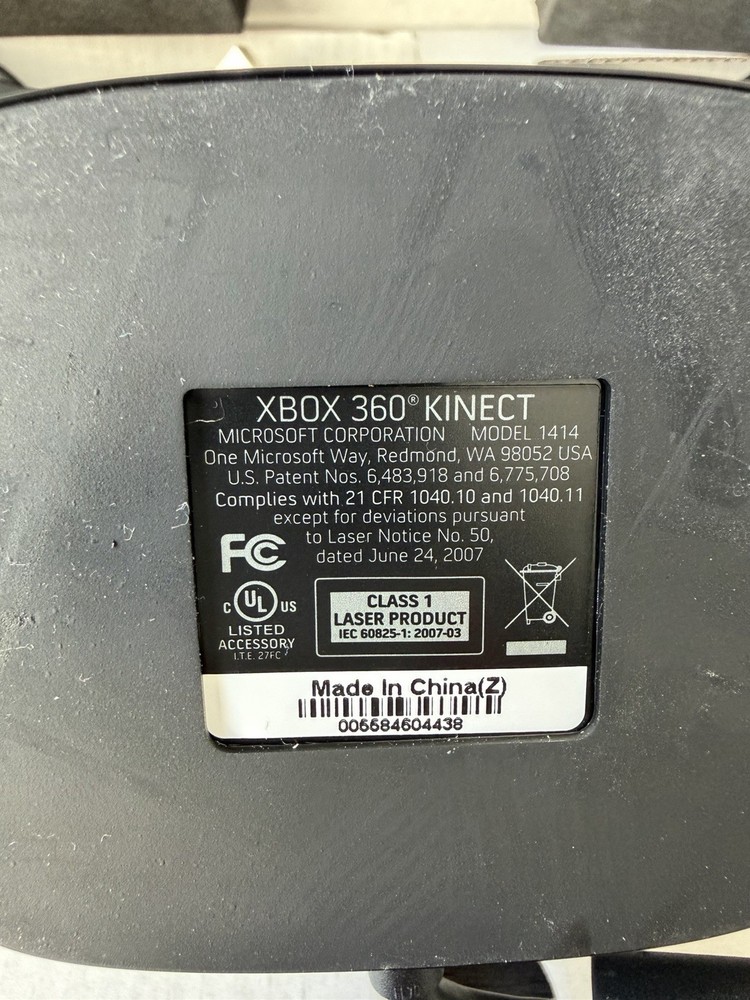 XBOX 360® KINECT
MICROSOFT CORPORATION MODEL 1414
One Microsoft Way, Redmond, WA 98052 USA
U.S. Patent Nos. 6,483,918 and 6,775,708
Complies with 21 CFR 1040.10 and 1040.11
except for deviations pursuant
to Laser Notice No. 50,
dated June 24, 2007
FC
C UL US
LISTED
ACCESSORY
I.T.E. 27FC
CLASS 1
LASER PRODUCT
IEC 60825-1: 2007-03
Made In China(Z)
006584604438